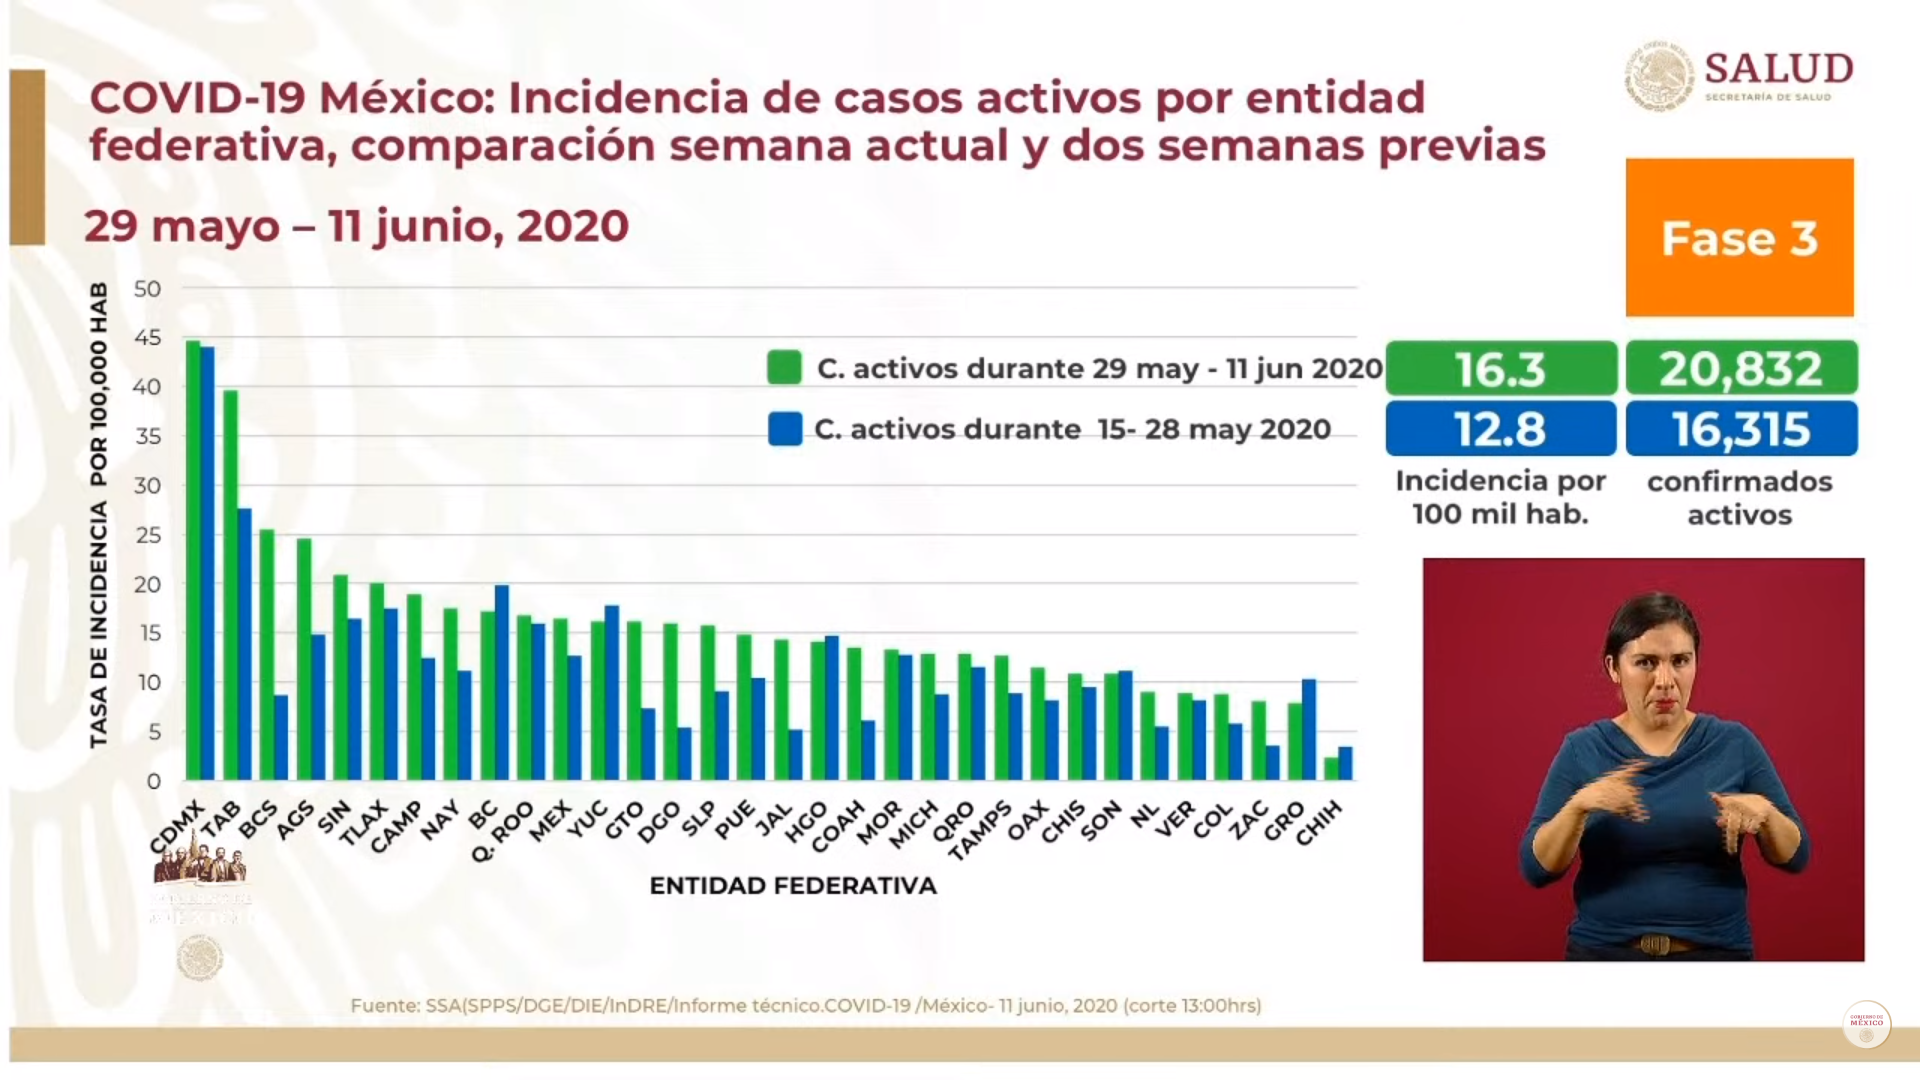 COVID-19 México: Incidencia de casos activos por entidad
federativa, comparación semana actual y dos semanas previas
29 mayo – 11 junio, 2020
SALUD
SECRETARÍA DE SALUD
Fase 3
TASA DE INCIDENCIA POR 100,000 HAB
50
45
40
35
30
25
20
15
10
5
0
C. activos durante 29 may - 11 jun 2020
16.3
20,832
C. activos durante 15- 28 may 2020
12.8
16,315
Incidencia por
100 mil hab.
confirmados
activos
CDMX
TAB
BCS
AGS
SIN
TLAX
CAMP
NAY
BC
Q. ROO
MEX
YUC
GTO
DGO
SLP
PUE
JAL
HGO
COAH
MOR
MICH
QRO
TAMPS
OAX
CHIS
SON
NL
VER
COL
ZAC
GRO
CHIH
ENTIDAD FEDERATIVA
GOBIERNO DE
MÉXICO
Fuente: SSA(SPPS/DGE/DIE/InDRE/Informe técnico.COVID-19 /México- 11 junio, 2020 (corte 13:00hrs)
GOBIERNO DE
MÉXICO